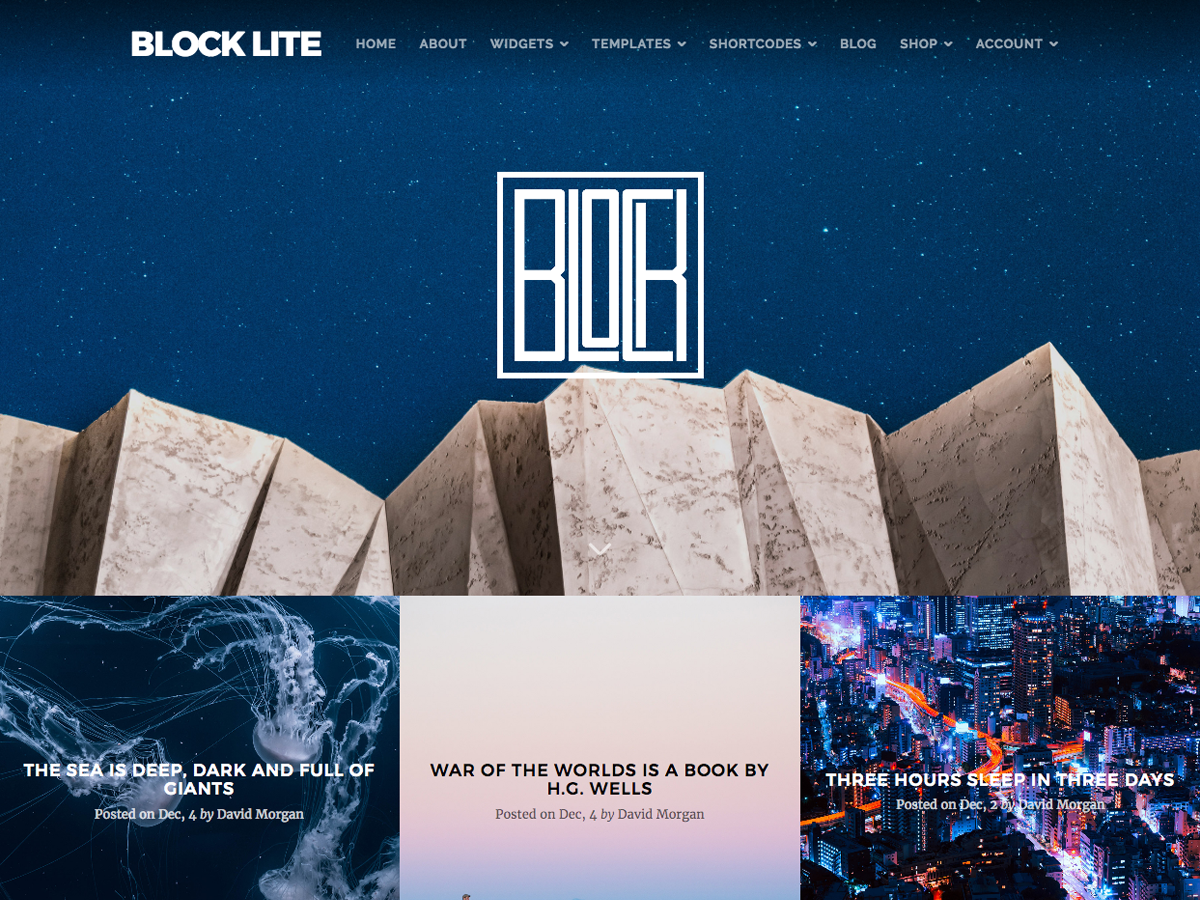 BLOCK LITE HOME ABOUT WIDGETS TEMPLATES SHORTCODES BLOG SHOP ACCOUNT
BLOCK
THE SEA IS DEEP, DARK AND FULL OF
GIANTS
Posted on Dec, 4 by David Morgan
WAR OF THE WORLDS IS A BOOK BY
H.G. WELLS
Posted on Dec, 4 by David Morgan
THREE HOURS SLEEP IN THREE DAYS
Posted on Dec, 2 by David Morgan